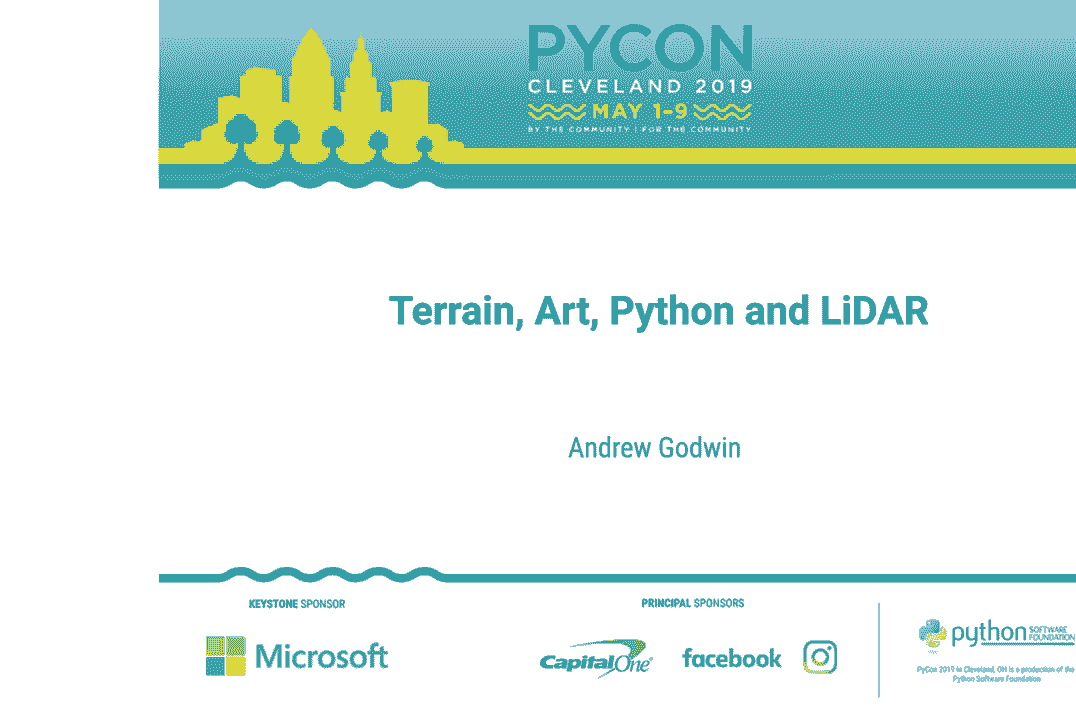 PYCON
CLEVELAND 2019
MAY 1-9
BY THE COMMUNITY | FOR THE COMMUNITY
Terrain, Art, Python and LiDAR
Andrew Godwin
KEYSTONE SPONSOR
PRINCIPAL SPONSORS
Microsoft
Capital One
facebook
python SOFTWARE
FOUNDATION
PyCon 2019 in Cleveland, OH is a production of the
Python Software Foundation